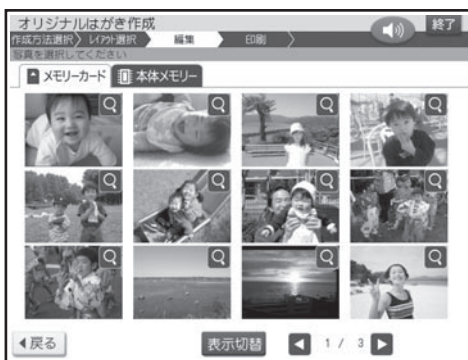 オリジナルはがき作成
終了
作成方法選択 〉 ﾚｲｱｳﾄ選択 〉 編集 〉 印刷 〉
写真を選択してください
メモリーカード 本体メモリー
戻る 表示切替 1 / 3